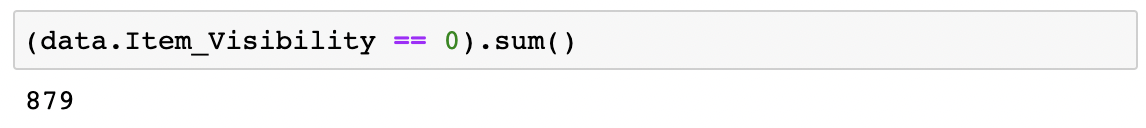 (data.Item_Visibility == 0).sum()
879